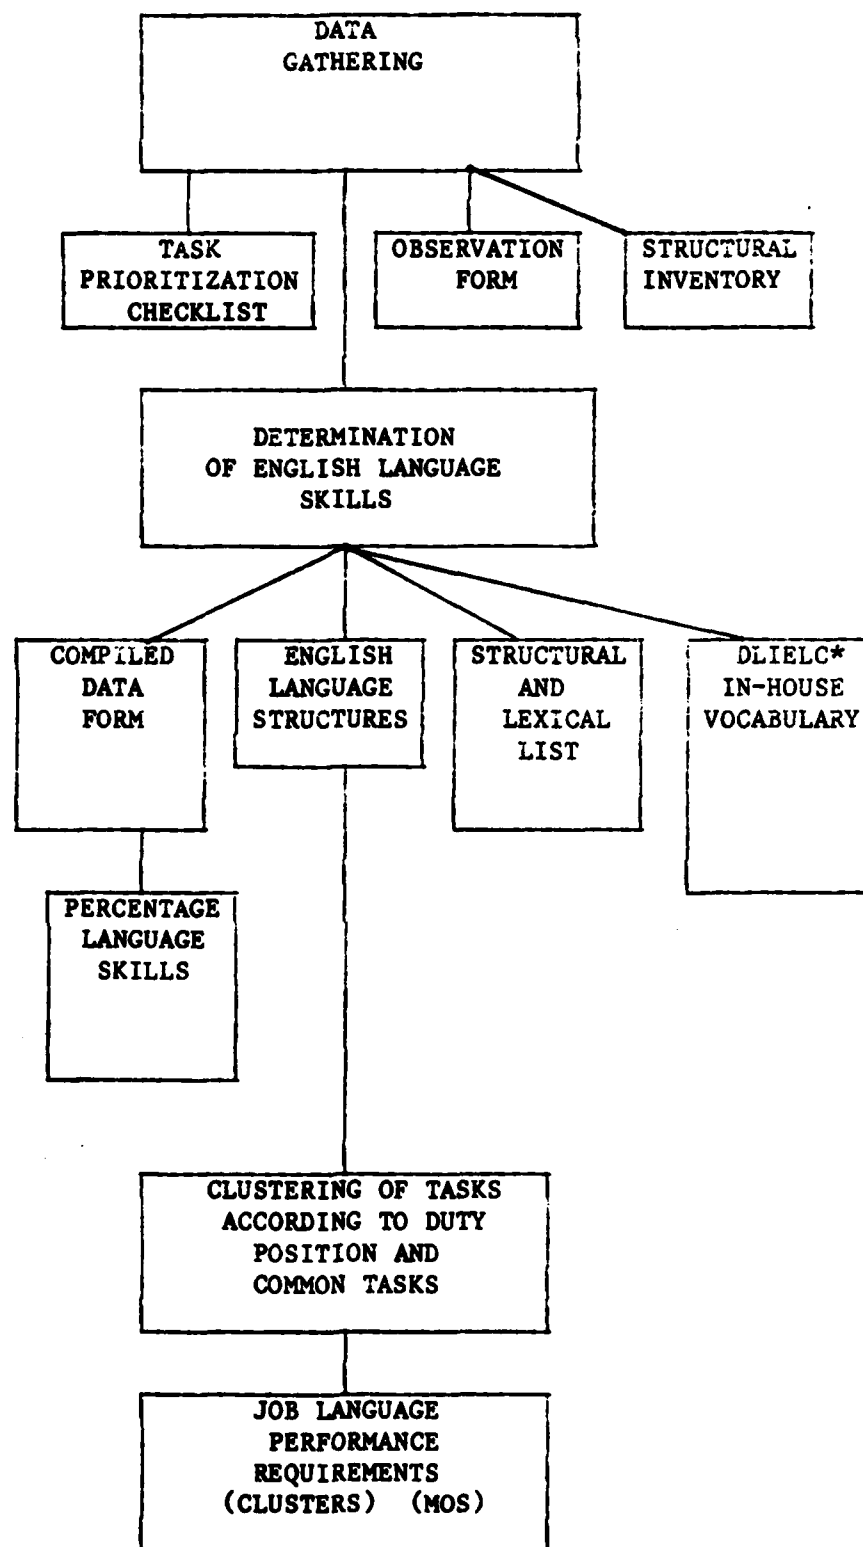 DATA
GATHERING
TASK
PRIORITIZATION
CHECKLIST
OBSERVATION
FORM
STRUCTURAL
INVENTORY
DETERMINATION
OF ENGLISH LANGUAGE
SKILLS
COMPILED
DATA
FORM
ENGLISH
LANGUAGE
STRUCTURES
STRUCTURAL
AND
LEXICAL
LIST
DLIELC*
IN-HOUSE
VOCABULARY
PERCENTAGE
LANGUAGE
SKILLS
CLUSTERING OF TASKS
ACCORDING TO DUTY
POSITION AND
COMMON TASKS
JOB LANGUAGE
PERFORMANCE
REQUIREMENTS
(CLUSTERS) (MOS)